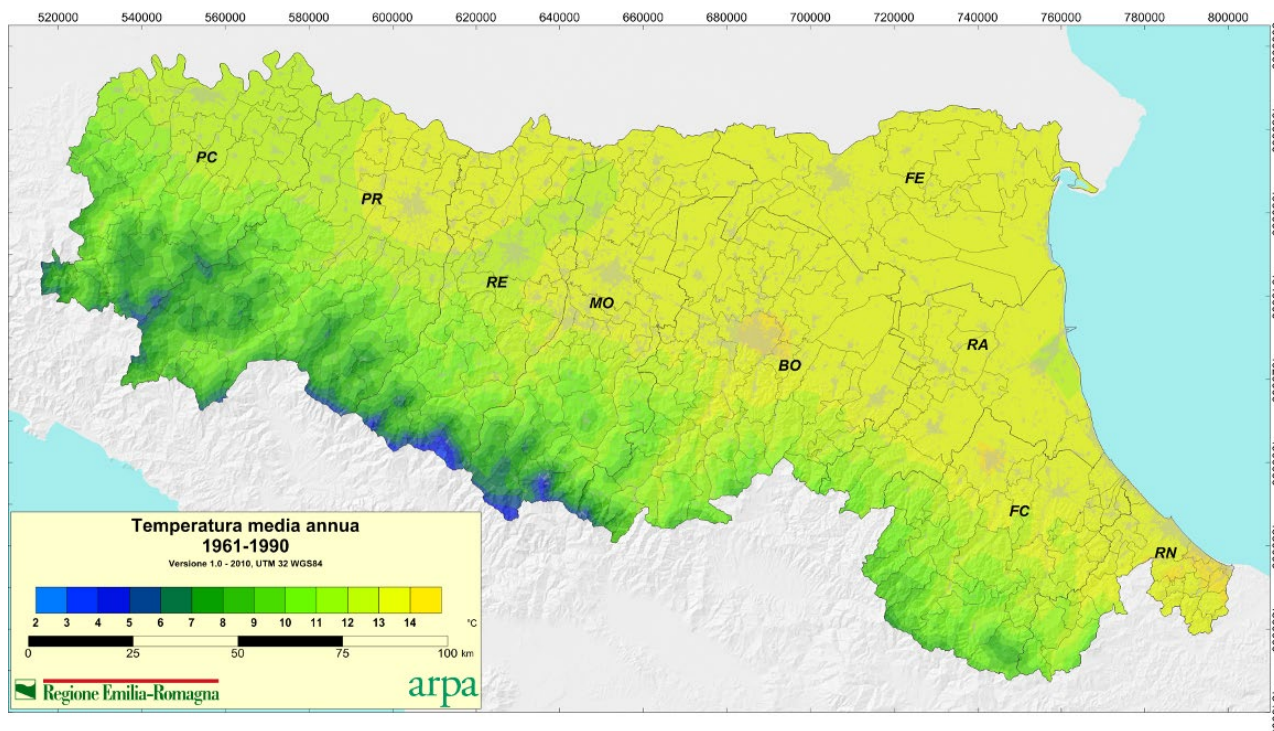 520000 540000 560000 580000 600000 620000 640000 660000 680000 700000 720000 740000 760000 780000 800000
PC
FE
PR
RE
MO
RA
BO
FC
RN
Temperatura media annua
1961-1990
Versione 1.0 - 2010, UTM 32 WGS84
2 3 4 5 6 7 8 9 10 11 12 13 14 °C
0 25 50 75 100 km
Regione Emilia-Romagna
arpa